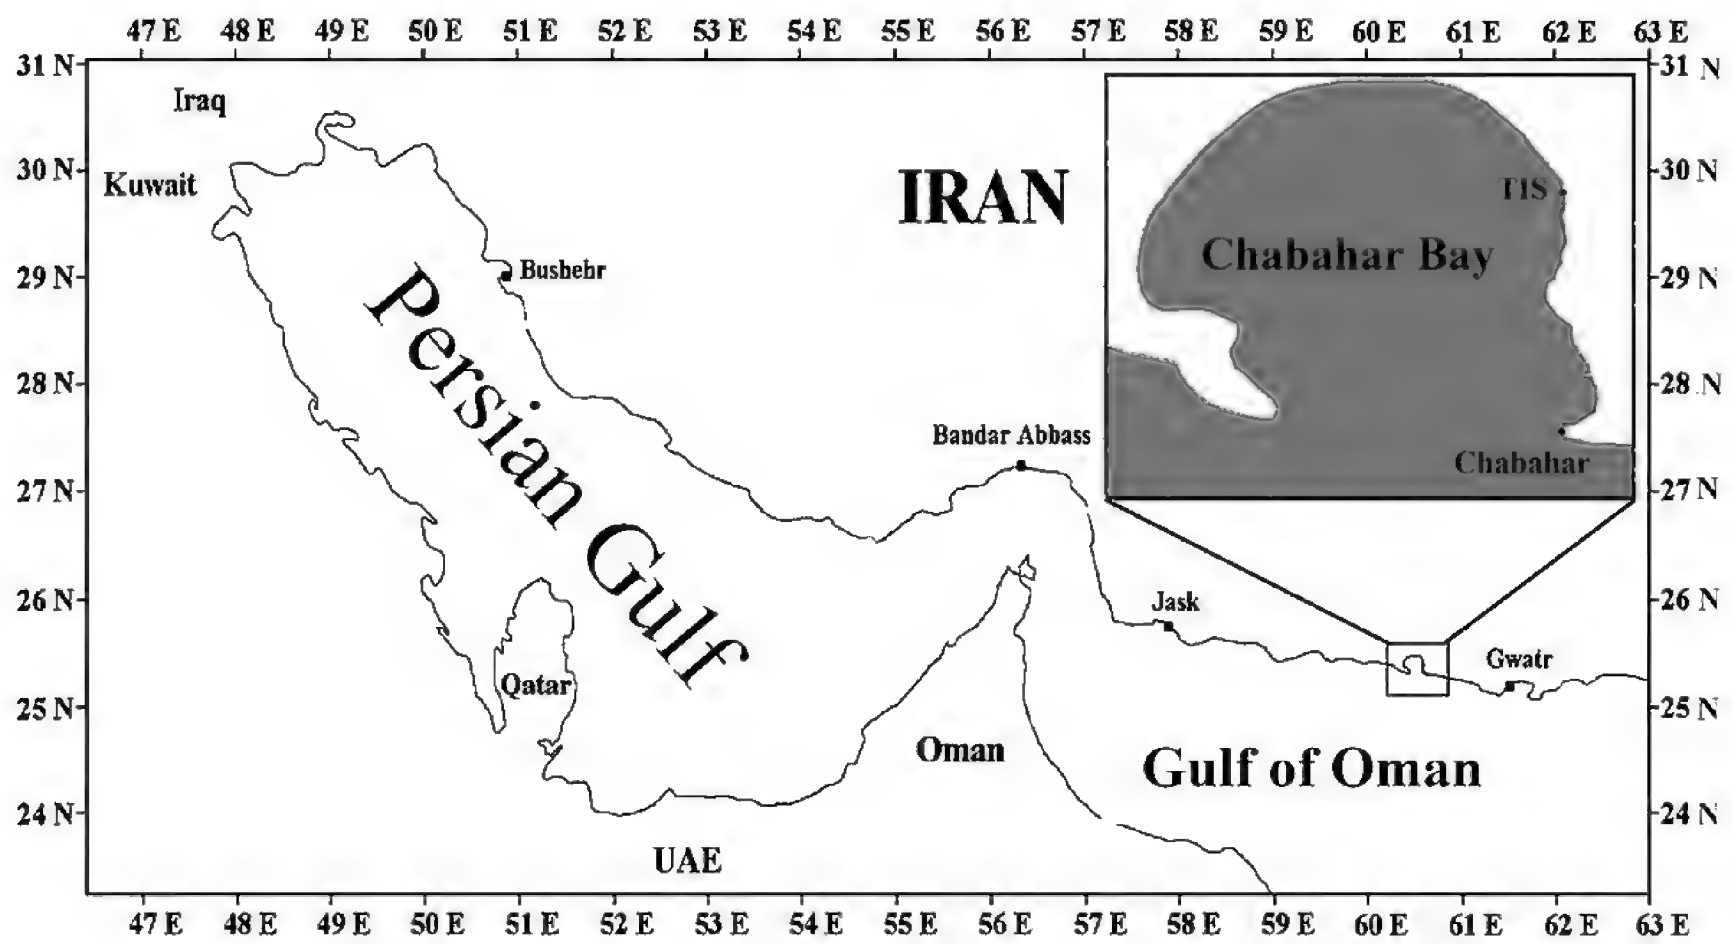 47 E 48 E 49 E 50 E 51 E 52 E 53 E 54 E 55 E 56 E 57 E 58 E 59 E 60 E 61 E 62 E 63 E
31 N 31 N
Iraq
30 N 30 N
Kuwait
IRAN
TIS
Chabahar Bay
29 N 29 N
Bushehr
Persian Gulf
28 N 28 N
Bandar Abbass
Chabahar
27 N 27 N
26 N 26 N
Jask
Gwatr
Qatar
25 N 25 N
Oman
Gulf of Oman
24 N 24 N
UAE
47 E 48 E 49 E 50 E 51 E 52 E 53 E 54 E 55 E 56 E 57 E 58 E 59 E 60 E 61 E 62 E 63 E